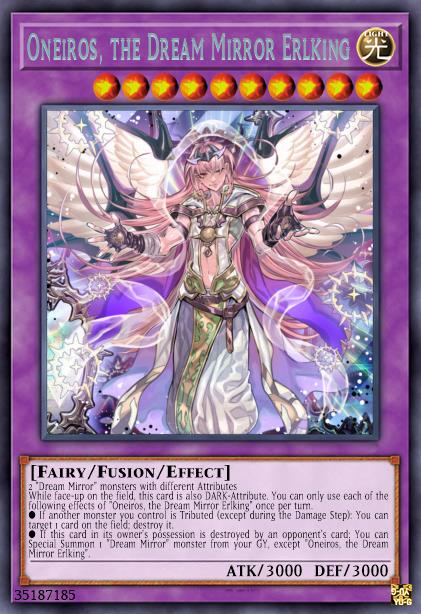 Oneiros, the Dream Mirror Erlking
LIGHT
光
[Fairy/Fusion/Effect]
2 "Dream Mirror" monsters with different Attributes
While face-up on the field, this card is also DARK-Attribute. You can only use each of
the following effects of "Oneiros, the Dream Mirror Erlking" once per turn.
● If another monster you control is Tributed (except during the Damage Step): You can
target 1 card on the field; destroy it.
● If this card in its owner's possession is destroyed by an opponent's card: You can
Special Summon 1 "Dream Mirror" monster from your GY, except "Oneiros, the Dream
Mirror Erlking".
ATK/3000 DEF/3000
35187185